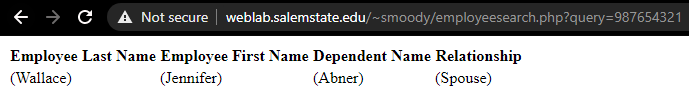 Not secure | weblab.salemstate.edu/~smoody/employeesearch.php?query=987654321
Employee Last Name Employee First Name Dependent Name Relationship
(Wallace) (Jennifer) (Abner) (Spouse)